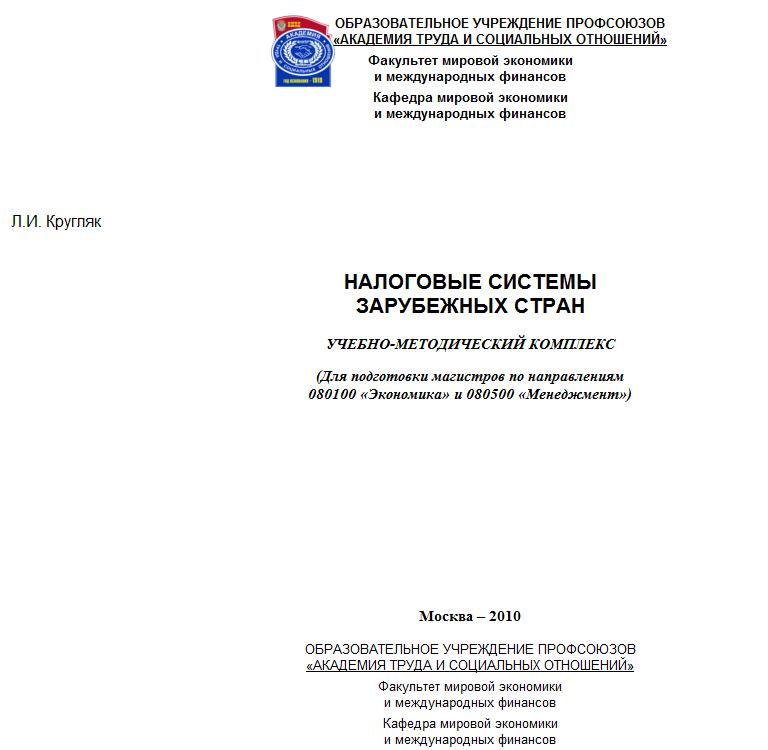 ОБРАЗОВАТЕЛЬНОЕ УЧРЕЖДЕНИЕ ПРОФСОЮЗОВ
«АКАДЕМИЯ ТРУДА И СОЦИАЛЬНЫХ ОТНОШЕНИЙ»
Факультет мировой экономики
и международных финансов
Кафедра мировой экономики
и международных финансов
Л.И. Кругляк
НАЛОГОВЫЕ СИСТЕМЫ
ЗАРУБЕЖНЫХ СТРАН
УЧЕБНО-МЕТОДИЧЕСКИЙ КОМПЛЕКС
(Для подготовки магистров по направлениям
080100 «Экономика» и 080500 «Менеджмент»)
Москва – 2010
ОБРАЗОВАТЕЛЬНОЕ УЧРЕЖДЕНИЕ ПРОФСОЮЗОВ
«АКАДЕМИЯ ТРУДА И СОЦИАЛЬНЫХ ОТНОШЕНИЙ»
Факультет мировой экономики
и международных финансов
Кафедра мировой экономики
и международных финансов